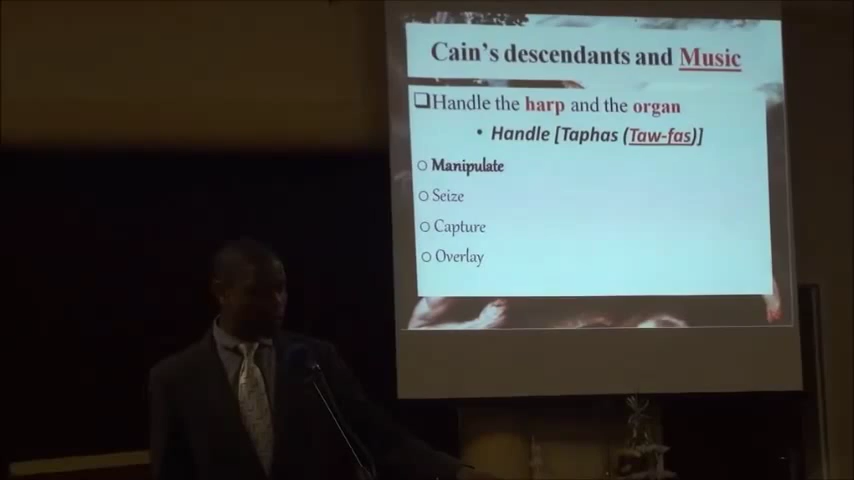 Cain's descendants and Music
❑Handle the harp and the organ
• Handle [Taphas (Taw-fas)]
○ Manipulate
○ Seize
○ Capture
○ Overlay